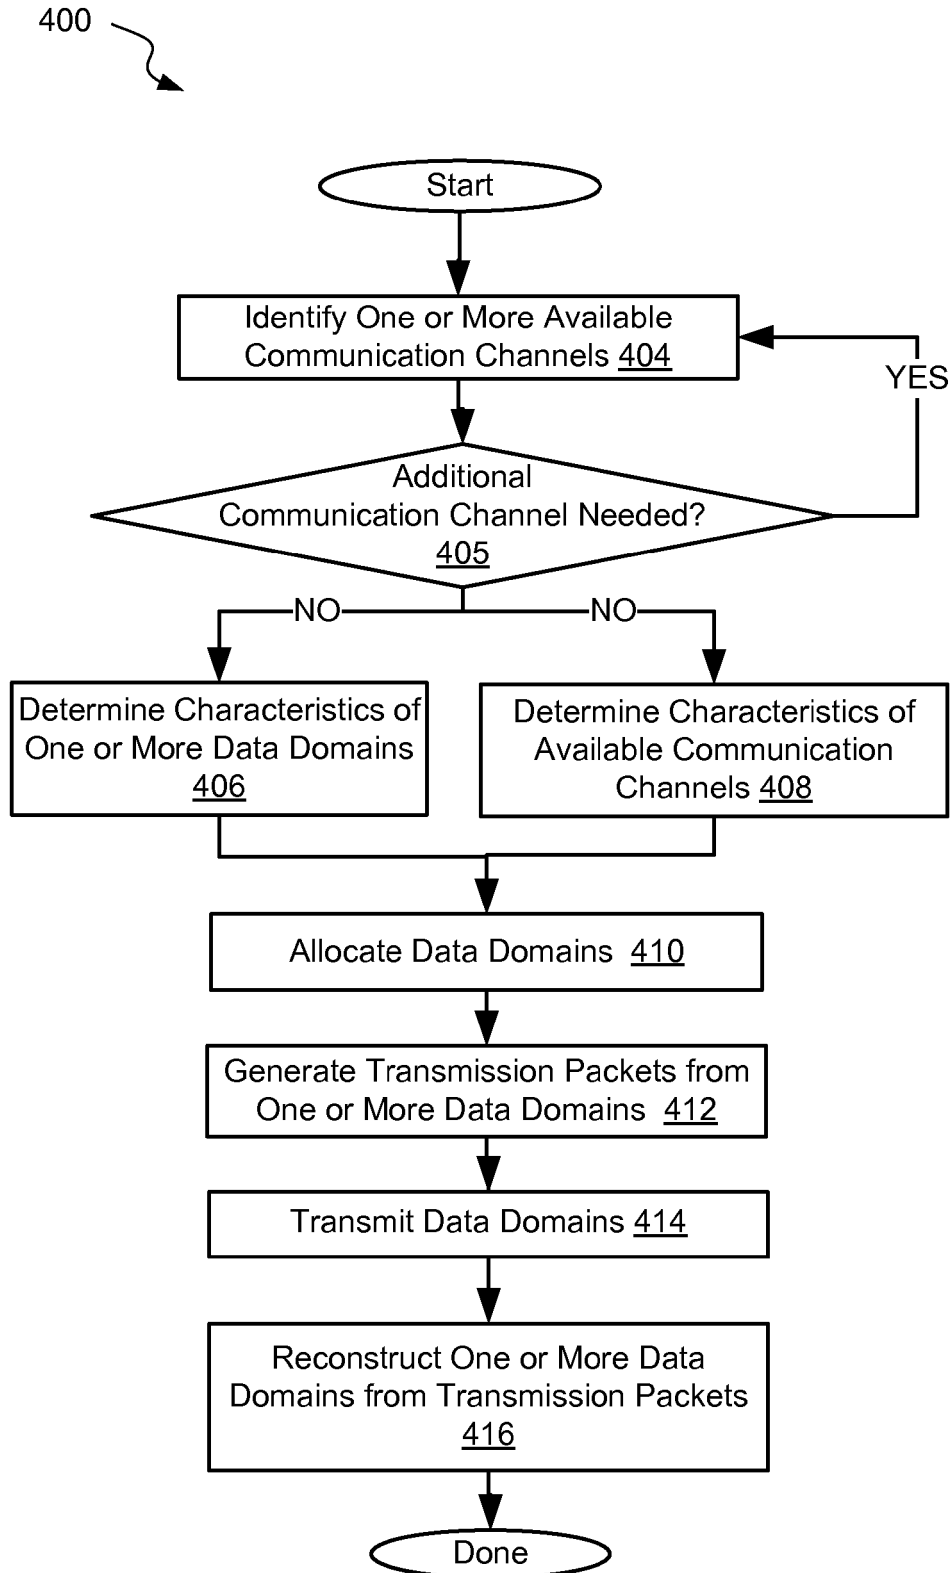 400
Start
Identify One or More Available
Communication Channels 404
YES
Additional
Communication Channel Needed?
405
NO
NO
Determine Characteristics of
One or More Data Domains
406
Determine Characteristics of
Available Communication
Channels 408
Allocate Data Domains 410
Generate Transmission Packets from
One or More Data Domains 412
Transmit Data Domains 414
Reconstruct One or More Data
Domains from Transmission Packets
416
Done